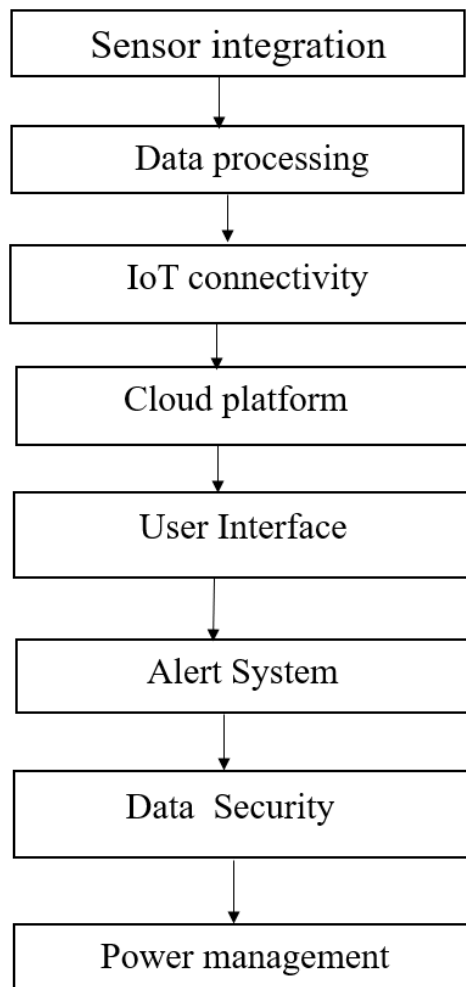 Sensor integration
Data processing
IoT connectivity
Cloud platform
User Interface
Alert System
Data  Security
Power management